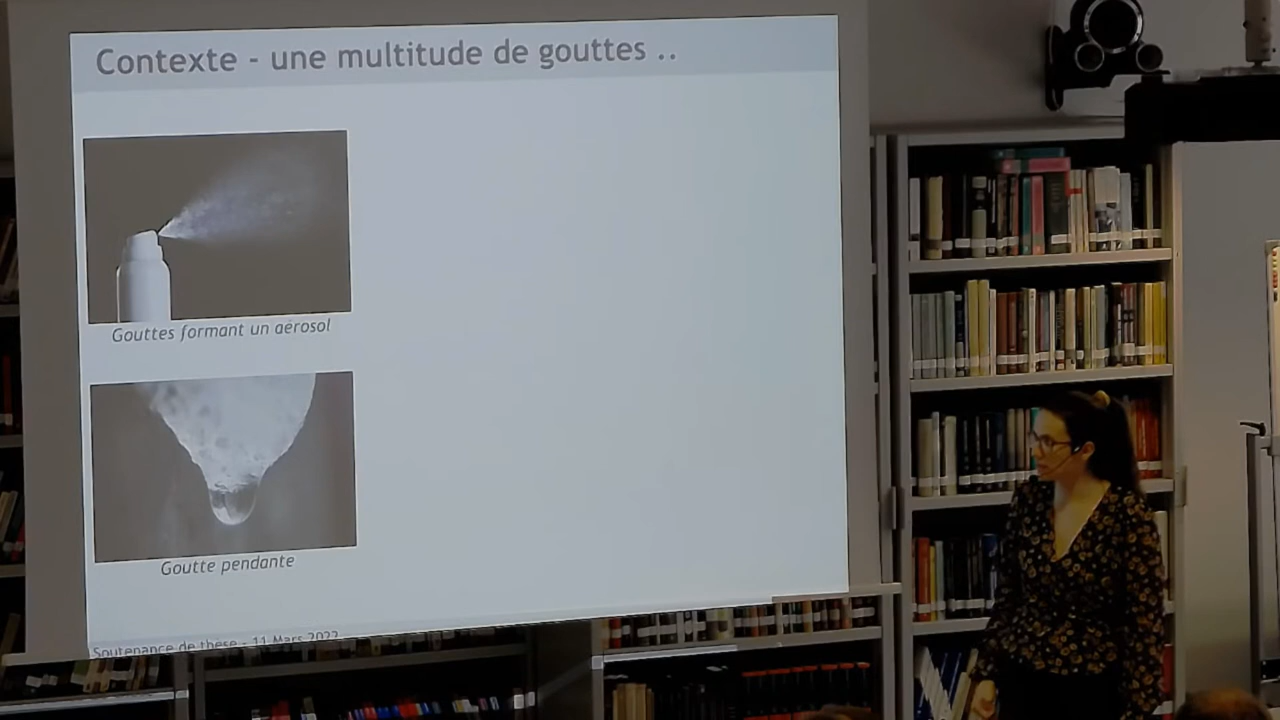 Contexte - une multitude de gouttes ..
Gouttes formant un aérosol
Goutte pendante
Soutenance de thèse - 11 Mars 2022